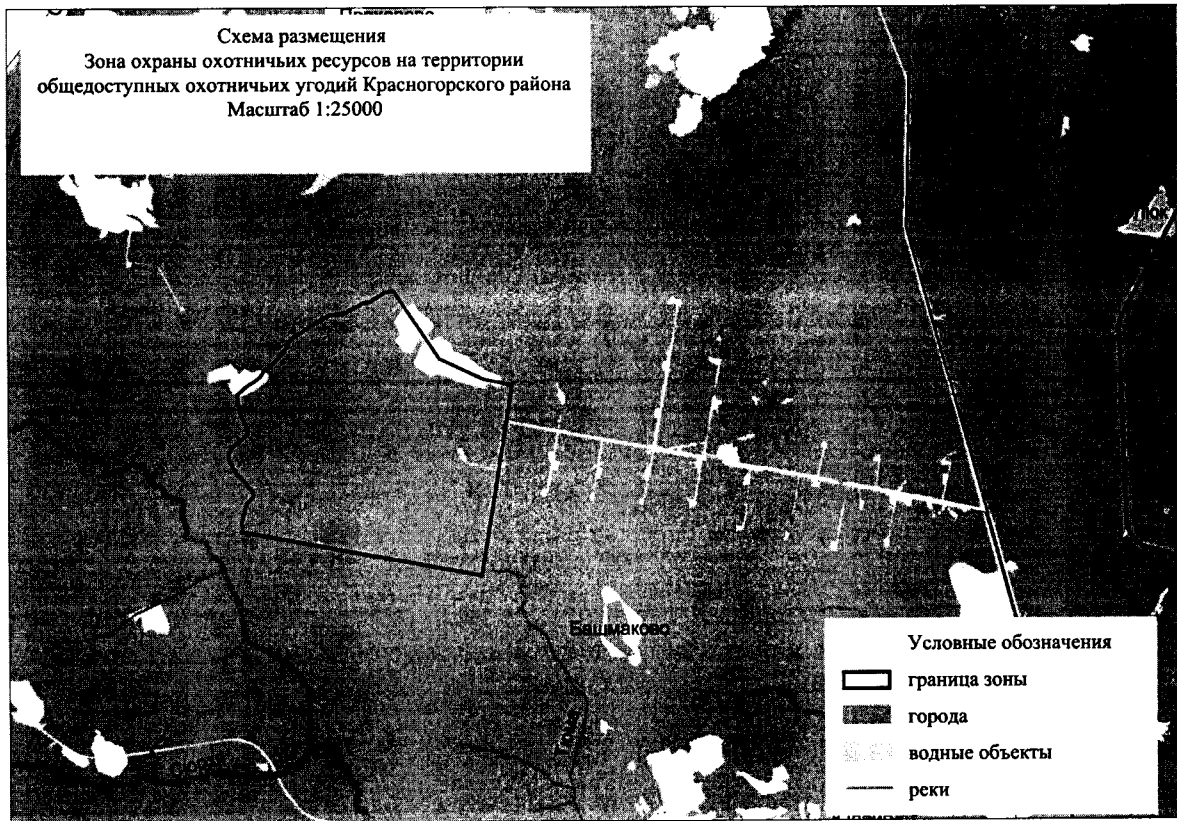 Схема размещения
Зона охраны охотничьих ресурсов на территории
общедоступных охотничьих угодий Красногорского района
Масштаб 1:25000
Башмаково
Условные обозначения
граница зоны
города
водные объекты
реки